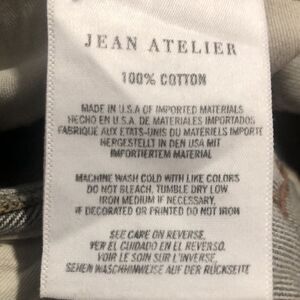 JEAN ATELIER
100% COTTON
MADE IN U.S.A OF IMPORTED MATERIALS
HECHO EN U.S.A DE MATERIALES IMPORTADOS
FABRIQUE AUX ETATS-UNIS DU MATERIELS IMPORTE
HERGESTELLT IN DEN USA MIT
IMPORTIERTEM MATERIAL
MACHINE WASH COLD WITH LIKE COLORS
DO NOT BLEACH, TUMBLE DRY LOW
IRON MEDIUM IF NECESSARY,
IF DECORATED OR PRINTED DO NOT IRON
SEE CARE ON REVERSE,
VER EL CUIDADO EN EL REVERSO.
VOIR LE SOIN SUR L'INVERSE,
SEHEN WASCHHINWEISE AUF DER RÜCKSEITE